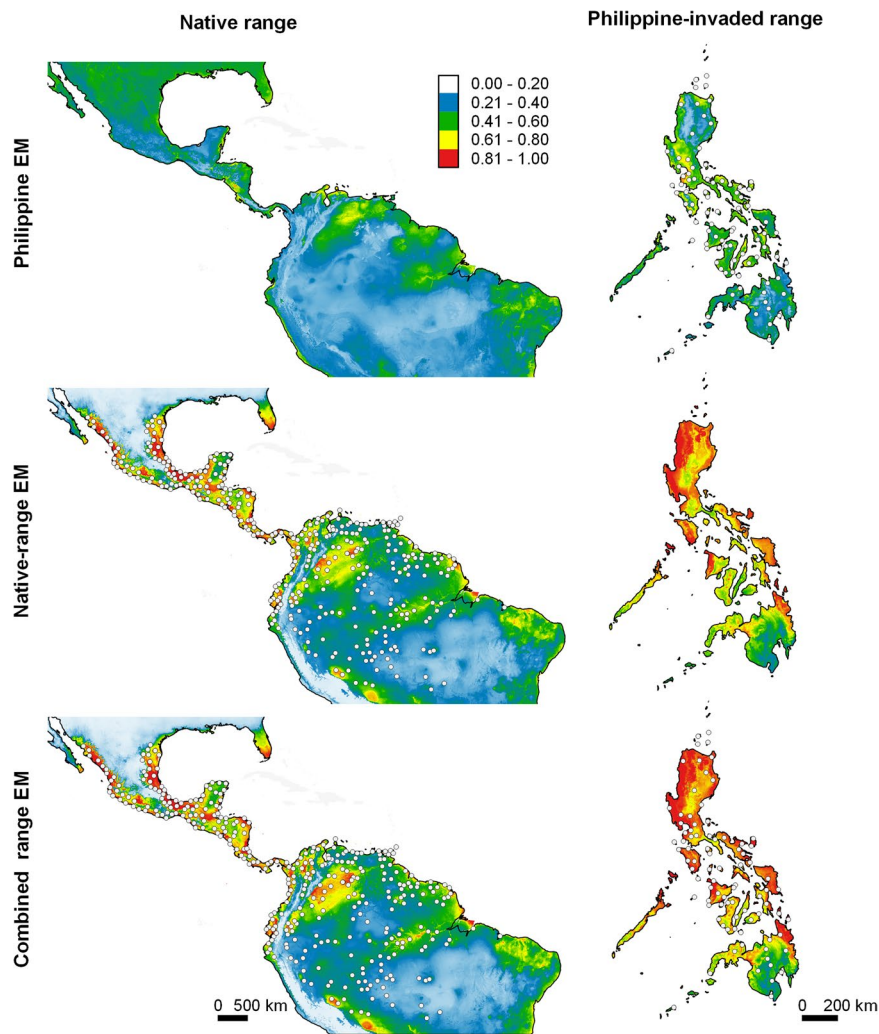 Native range
Philippine-invaded range
Philippine EM
0.00 - 0.20
0.21 - 0.40
0.41 - 0.60
0.61 - 0.80
0.81 - 1.00
Native-range EM
Combined range EM
0 500 km
0 200 km